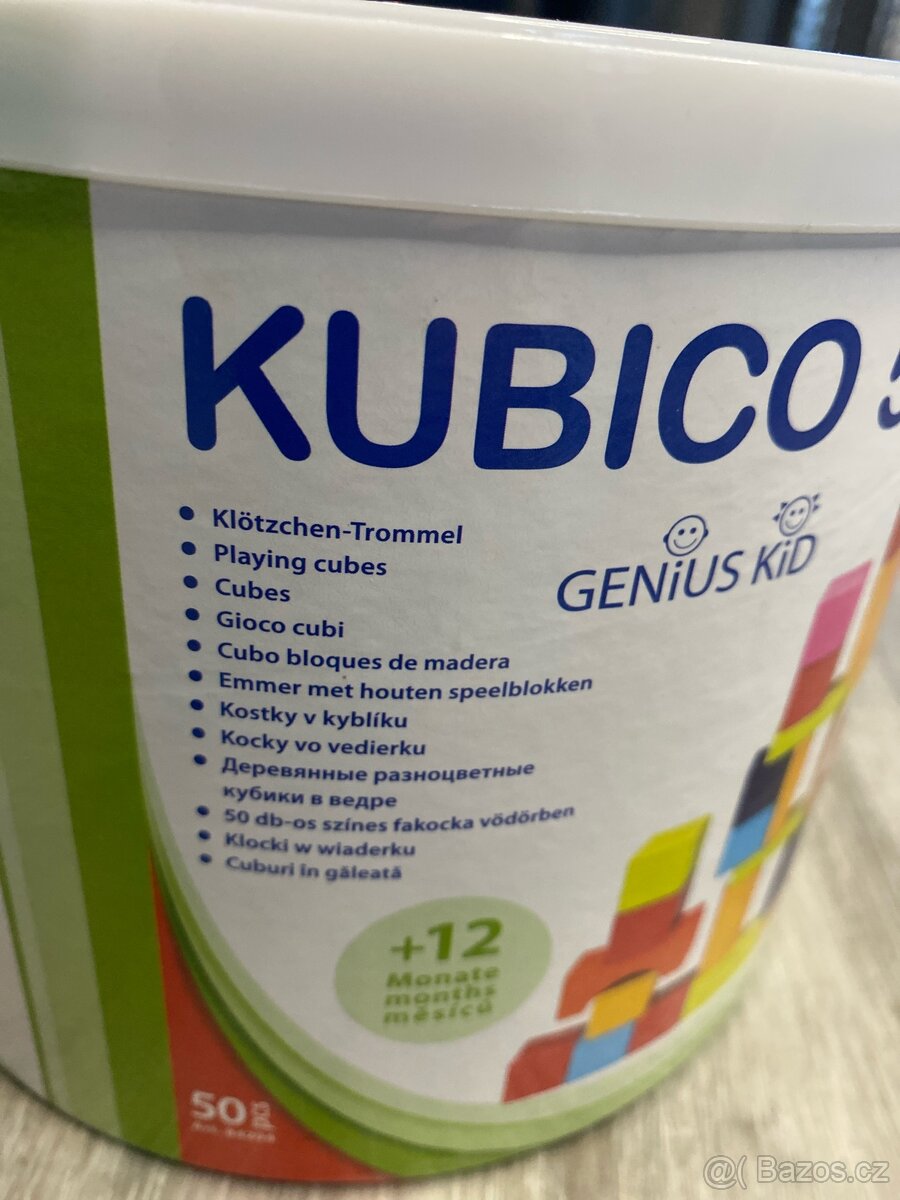 KUBICO 5
• Klötzchen-Trommel
• Playing cubes
• Cubes
• Gioco cubi
• Cubo bloques de madera
• Emmer met houten speelblokken
• Kostky v kyblíku
• Kocky vo vedierku
• Деревянные разноцветные
кубики в ведре
• 50 db-os színes fakocka vödörben
• Klocki w wiaderku
• Cuburi în găleată
GENiUS KiD
+12
Monate
months
měsíců
50 PCS
@( Bazos.cz